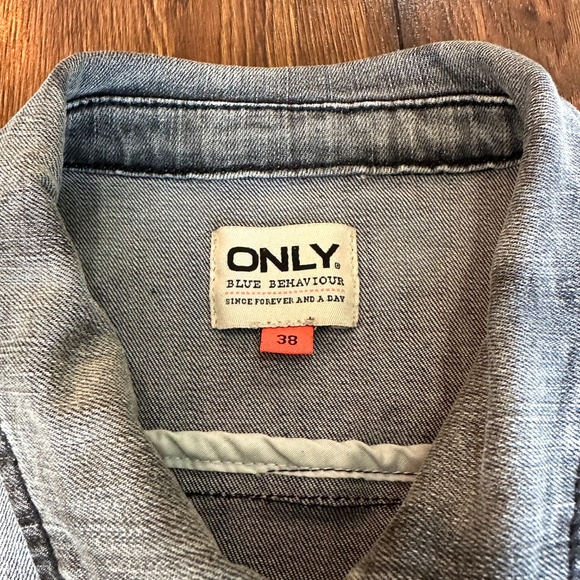 ONLY®
BLUE BEHAVIOUR
SINCE FOREVER AND A DAY
38